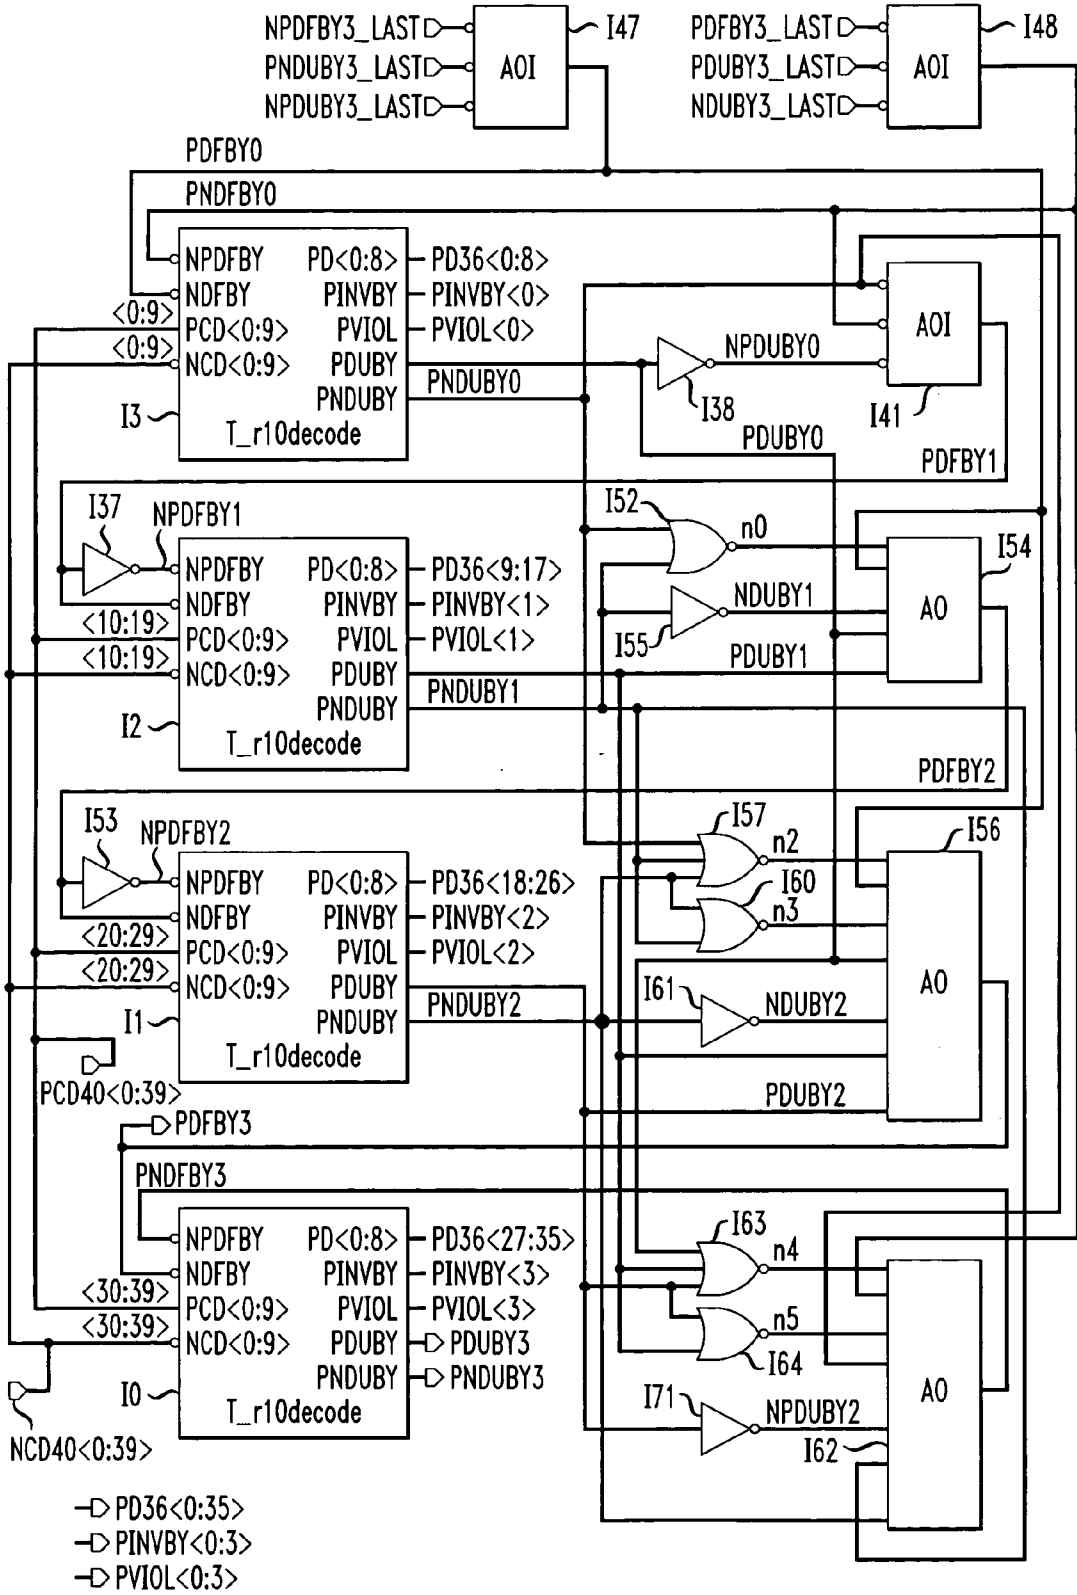 NPDFBY3_LAST
PNDUBY3_LAST
NPDUBY3_LAST
AOI
I47
PDFBY3_LAST
PDUBY3_LAST
NDUBY3_LAST
AOI
I48
PDFBY0
PNDFBY0
NPDFBY PD<0:8> PD36<0:8>
NDFBY PINVBY PINVBY<0>
<0:9> PCD<0:9> PVIOL PVIOL<0>
<0:9> NCD<0:9> PDUBY
PNDUBY PNDUBY0
I3
T_r10decode
NPDUBY0
I38
AOI
I41
PDUBY0
PDFBY1
I37
NPDFBY1
NPDFBY PD<0:8> PD36<9:17>
NDFBY PINVBY PINVBY<1>
<10:19> PCD<0:9> PVIOL PVIOL<1>
<10:19> NCD<0:9> PDUBY
PNDUBY PNDUBY1
I2
T_r10decode
I52
n0
I54
NDUBY1
AO
I55
PDUBY1
PDFBY2
I53
NPDFBY2
NPDFBY PD<0:8> PD36<18:26>
NDFBY PINVBY PINVBY<2>
<20:29> PCD<0:9> PVIOL PVIOL<2>
<20:29> NCD<0:9> PDUBY
PNDUBY PNDUBY2
I1
T_r10decode
I57
n2
I56
I60
n3
AO
I61
NDUBY2
PDUBY2
PCD40<0:39>
PDFBY3
PNDFBY3
NPDFBY PD<0:8> PD36<27:35>
NDFBY PINVBY PINVBY<3>
<30:39> PCD<0:9> PVIOL PVIOL<3>
<30:39> NCD<0:9> PDUBY PDUBY3
PNDUBY PNDUBY3
I0
T_r10decode
I63
n4
n5
I64
AO
I71
NPDUBY2
I62
NCD40<0:39>
PD36<0:35>
PINVBY<0:3>
PVIOL<0:3>